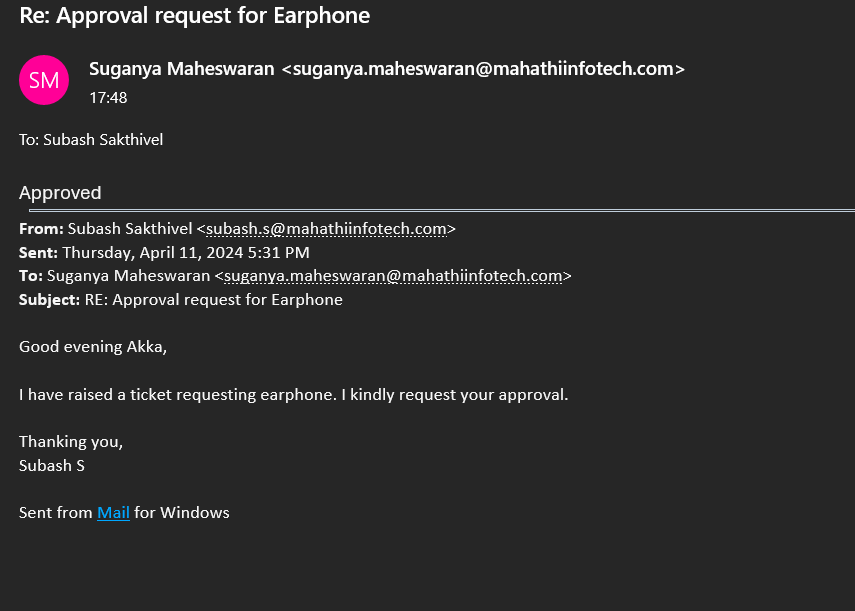 Re: Approval request for Earphone
SM
Suganya Maheswaran <suganya.maheswaran@mahathiinfotech.com>
17:48
To: Subash Sakthivel
Approved
From: Subash Sakthivel <subash.s@mahathiinfotech.com>
Sent: Thursday, April 11, 2024 5:31 PM
To: Suganya Maheswaran <suganya.maheswaran@mahathiinfotech.com>
Subject: RE: Approval request for Earphone
Good evening Akka,
I have raised a ticket requesting earphone. I kindly request your approval.
Thanking you,
Subash S
Sent from Mail for Windows